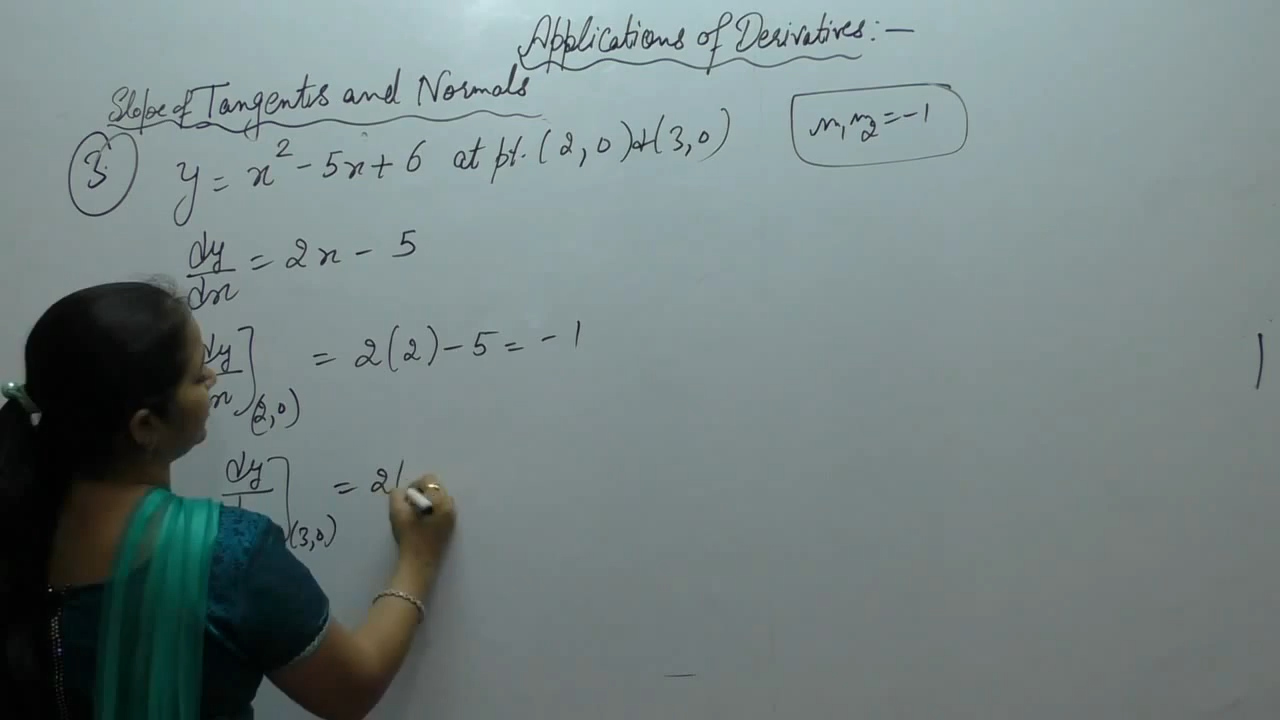 Applications of Derivatives:-
Slope of Tangents and Normals
m₁m₂ = -1
3 y = x² - 5x + 6 at pt. (2,0) & (3,0)
dy/dx = 2x - 5
dy/x](2,0) = 2(2) - 5 = -1
dy/](3,0) = 2(